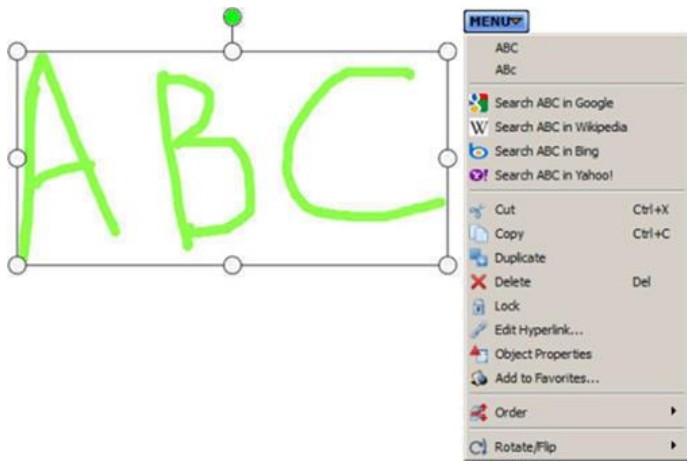 ABC
MENU
ABC
ABc
Search ABC in Google
W Search ABC in Wikipedia
Search ABC in Bing
Y! Search ABC in Yahoo!
Cut Ctrl+X
Copy Ctrl+C
Duplicate
Delete Del
Lock
Edit Hyperlink...
Object Properties
Add to Favorites...
Order
Rotate/Flip